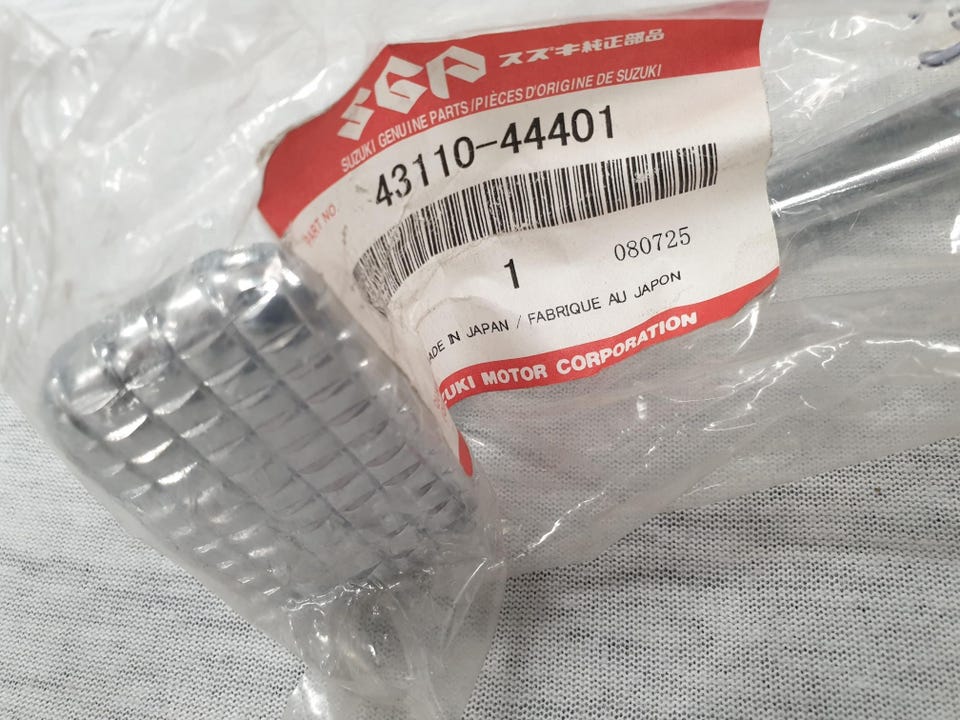 SGP スズキ純正部品
SUZUKI GENUINE PARTS/PIÈCES D'ORIGINE DE SUZUKI
PART NO.
43110-44401
1
080725
ADE IN JAPAN / FABRIQUE AU JAPON
ZUKI MOTOR CORPORATION